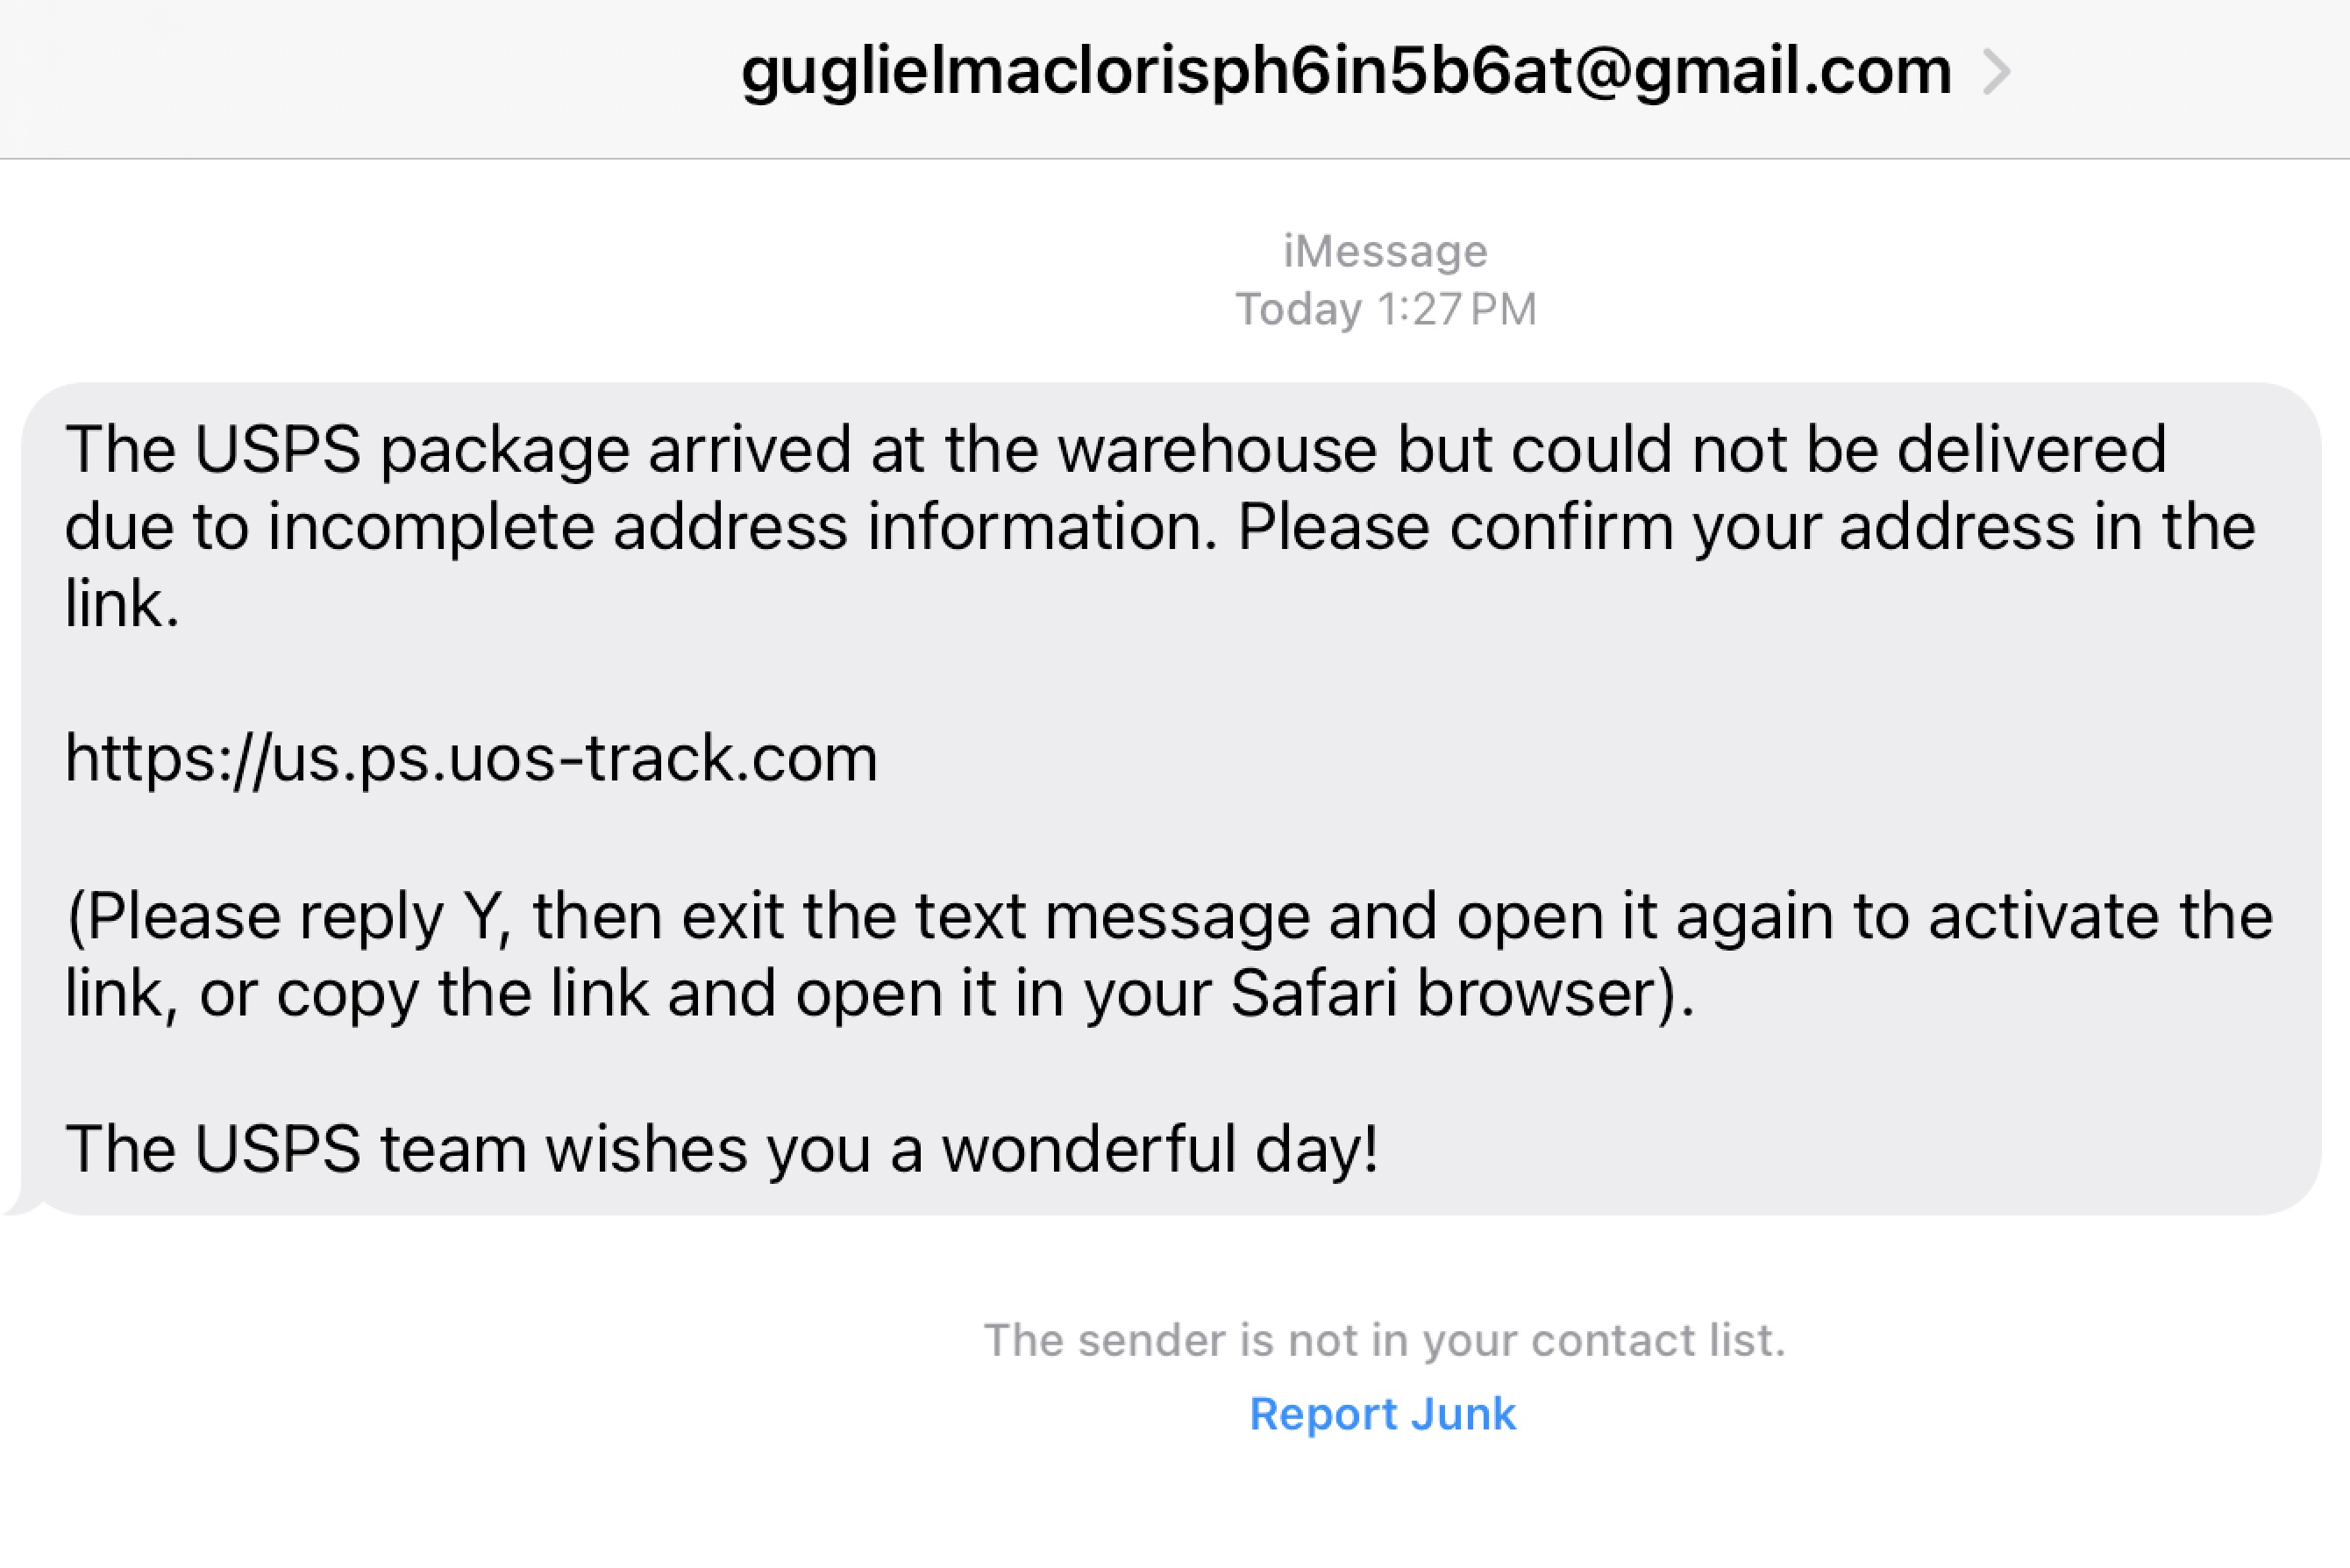 guglielmaclorisph6in5b6at@gmail.com
iMessage
Today 1:27 PM
The USPS package arrived at the warehouse but could not be delivered
due to incomplete address information. Please confirm your address in the
link.
https://us.ps.uos-track.com
(Please reply Y, then exit the text message and open it again to activate the
link, or copy the link and open it in your Safari browser).
The USPS team wishes you a wonderful day!
The sender is not in your contact list.
Report Junk